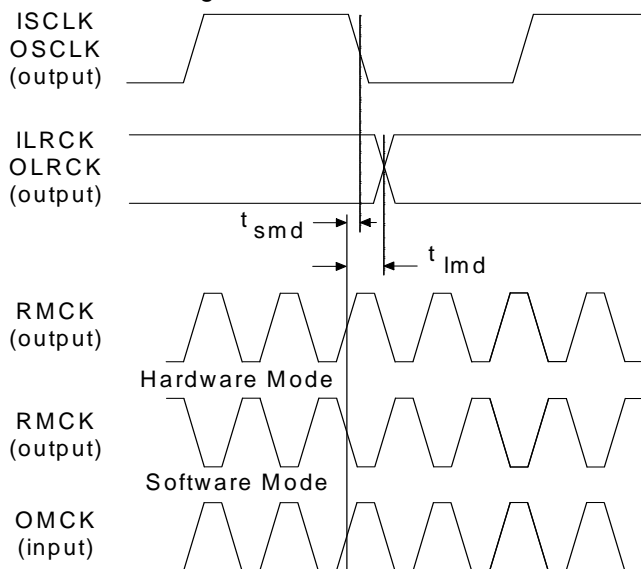 ISCLK
OSCLK
(output)
ILRCK
OLRCK
(output)
t smd
t lmd
RMCK
(output)
Hardware Mode
RMCK
(output)
Software Mode
OMCK
(input)